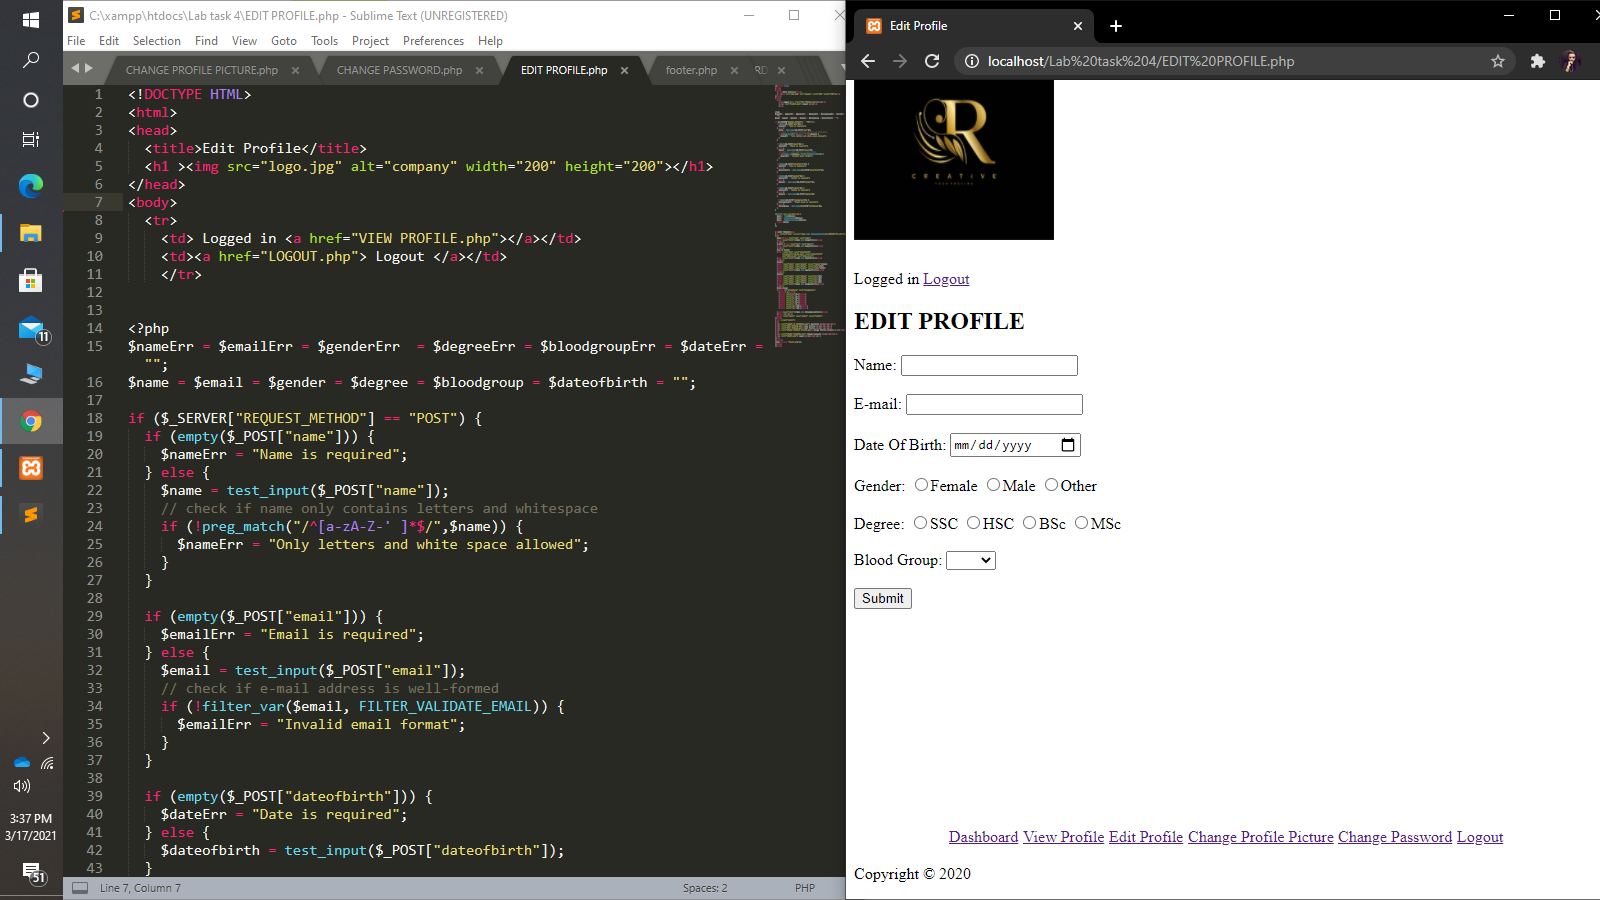 C:\xampp\htdocs\Lab task 4\EDIT PROFILE.php - Sublime Text (UNREGISTERED)
File Edit Selection Find View Goto Tools Project Preferences Help
CHANGE PROFILE PICTURE.php × CHANGE PASSWORD.php × EDIT PROFILE.php × footer.php × RD ×
1 <!DOCTYPE HTML>
2 <html>
3 <head>
4 <title>Edit Profile</title>
5 <h1 ><img src="logo.jpg" alt="company" width="200" height="200"></h1>
6 </head>
7 <body>
8 <tr>
9 <td> Logged in <a href="VIEW PROFILE.php"></a></td>
10 <td><a href="LOGOUT.php"> Logout </a></td>
11 </tr>
12
13
14 <?php
15 $nameErr = $emailErr = $genderErr  = $degreeErr = $bloodgroupErr = $dateErr =
"";
16 $name = $email = $gender = $degree = $bloodgroup = $dateofbirth = "";
17
18 if ($_SERVER["REQUEST_METHOD"] == "POST") {
19 if (empty($_POST["name"])) {
20 $nameErr = "Name is required";
21 } else {
22 $name = test_input($_POST["name"]);
23 // check if name only contains letters and whitespace
24 if (!preg_match("/^[a-zA-Z-' ]*$/",$name)) {
25 $nameErr = "Only letters and white space allowed";
26 }
27 }
28
29 if (empty($_POST["email"])) {
30 $emailErr = "Email is required";
31 } else {
32 $email = test_input($_POST["email"]);
33 // check if e-mail address is well-formed
34 if (!filter_var($email, FILTER_VALIDATE_EMAIL)) {
35 $emailErr = "Invalid email format";
36 }
37 }
38
39 if (empty($_POST["dateofbirth"])) {
40 $dateErr = "Date is required";
41 } else {
42 $dateofbirth = test_input($_POST["dateofbirth"]);
43 }
Line 7, Column 7 Spaces: 2 PHP
11
3:37 PM
3/17/2021
51
Edit Profile
localhost/Lab%20task%204/EDIT%20PROFILE.php
R
CREATIVE
Logged in Logout
EDIT PROFILE
Name:
E-mail:
Date Of Birth: mm/dd/yyyy
Gender: Female Male Other
Degree: SSC HSC BSc MSc
Blood Group:
Submit
Dashboard View Profile Edit Profile Change Profile Picture Change Password Logout
Copyright © 2020